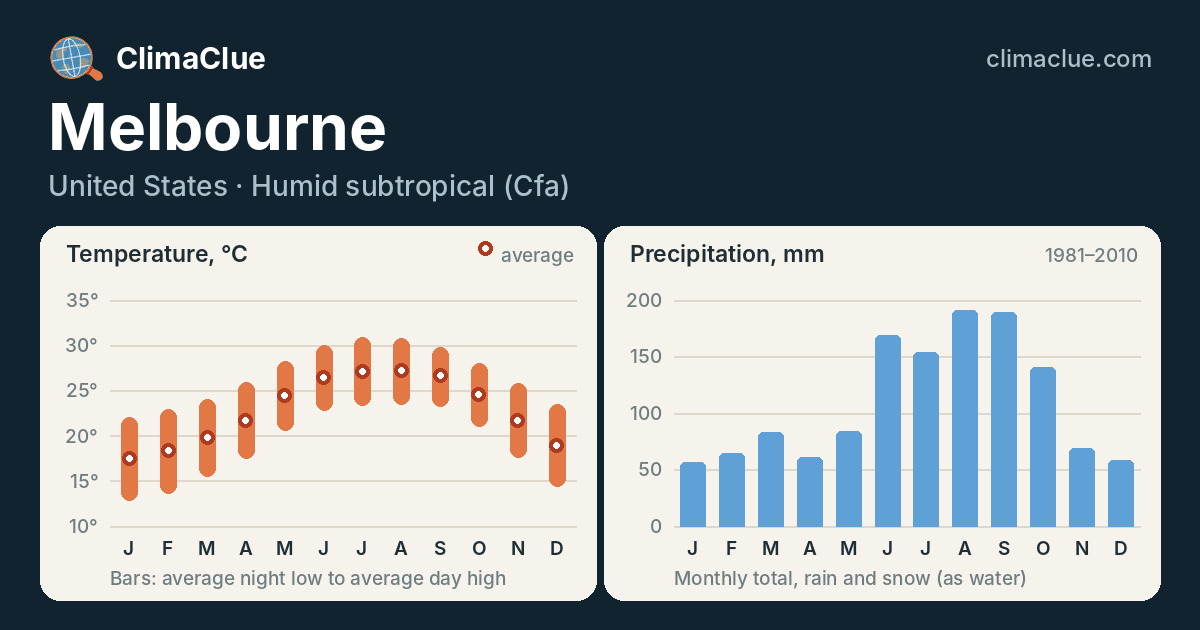 ClimaClue
climaclue.com
Melbourne
United States · Humid subtropical (Cfa)
Temperature, °C
average
35°
30°
25°
20°
15°
10°
J F M A M J J A S O N D
Bars: average night low to average day high
Precipitation, mm
1981–2010
200
150
100
50
0
J F M A M J J A S O N D
Monthly total, rain and snow (as water)